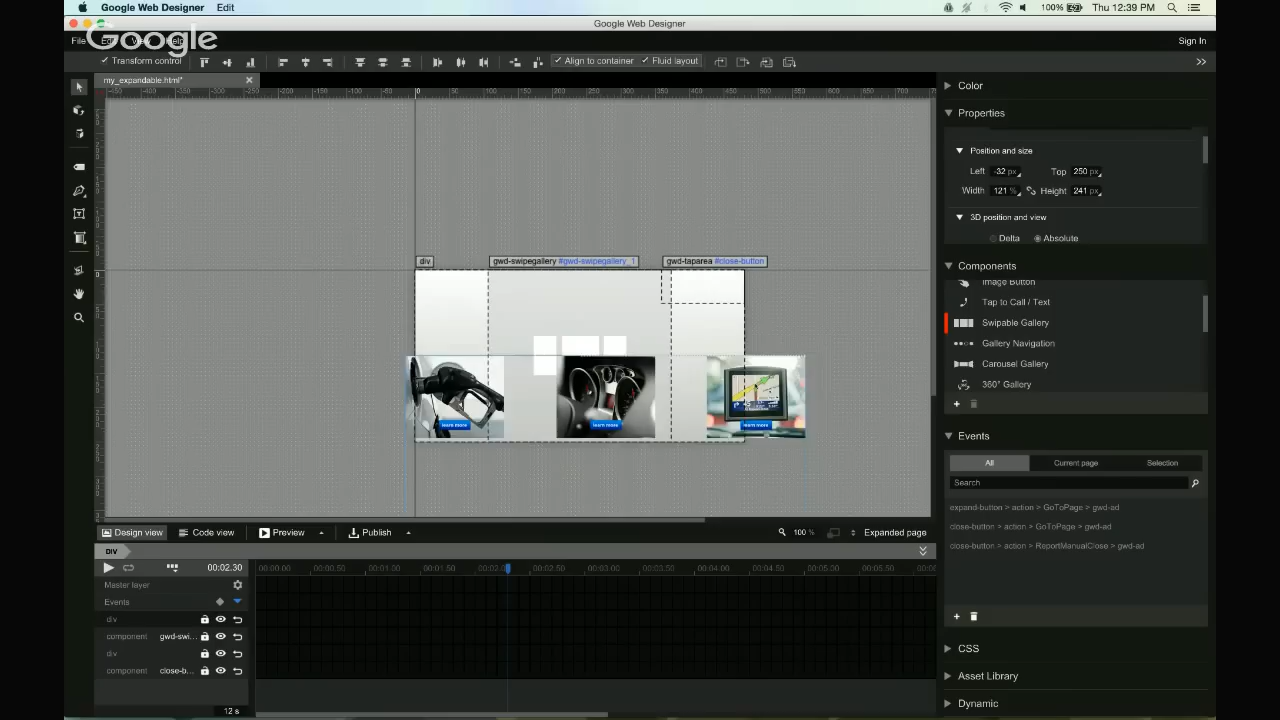 Google Web Designer Edit
100% Thu 12:39 PM
Google Web Designer
Google
File
Sign In
Transform control
Align to container
Fluid layout
my_expandable.html*
Color
Properties
Position and size
Left -32 px Top 250 px
Width 121 % Height 241 px
3D position and view
Delta Absolute
div
gwd-swipegallery #gwd-swipegallery_1
gwd-taparea #close-button
Components
Image Button
Tap to Call / Text
Swipable Gallery
Gallery Navigation
Carousel Gallery
360° Gallery
learn more
learn more
learn more
Events
All Current page Selection
Search
expand-button > action > GoToPage > gwd-ad
close-button > action > GoToPage > gwd-ad
close-button > action > ReportManualClose > gwd-ad
Design view Code view Preview Publish 100 % Expanded page
DIV
00:02.30
00:00.00 00:00.50 00:01.00 00:01.50 00:02.50 00:03.00 00:03.50 00:04.00 00:04.50 00:05.00 00:05.50
Master layer
Events
div
component gwd-swi...
div
component close-b...
12 s
CSS
Asset Library
Dynamic